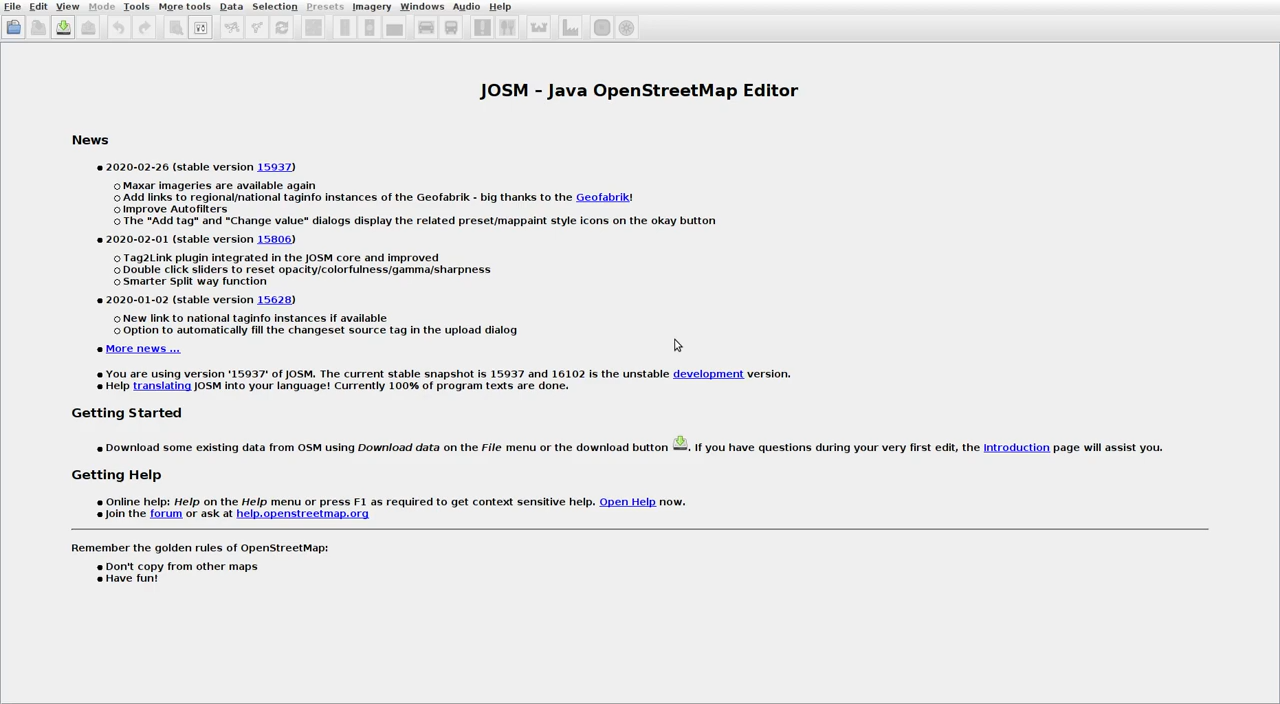 File Edit View Mode Tools More tools Data Selection Presets Imagery Windows Audio Help
JOSM – Java OpenStreetMap Editor
News
2020-02-26 (stable version 15937)
Maxar imageries are available again
Add links to regional/national taginfo instances of the Geofabrik - big thanks to the Geofabrik!
Improve Autofilters
The "Add tag" and "Change value" dialogs display the related preset/mappaint style icons on the okay button
2020-02-01 (stable version 15806)
Tag2Link plugin integrated in the JOSM core and improved
Double click sliders to reset opacity/colorfulness/gamma/sharpness
Smarter Split way function
2020-01-02 (stable version 15628)
New link to national taginfo instances if available
Option to automatically fill the changeset source tag in the upload dialog
More news ...
You are using version '15937' of JOSM. The current stable snapshot is 15937 and 16102 is the unstable development version.
Help translating JOSM into your language! Currently 100% of program texts are done.
Getting Started
Download some existing data from OSM using Download data on the File menu or the download button . If you have questions during your very first edit, the Introduction page will assist you.
Getting Help
Online help: Help on the Help menu or press F1 as required to get context sensitive help. Open Help now.
Join the forum or ask at help.openstreetmap.org
Remember the golden rules of OpenStreetMap:
Don't copy from other maps
Have fun!